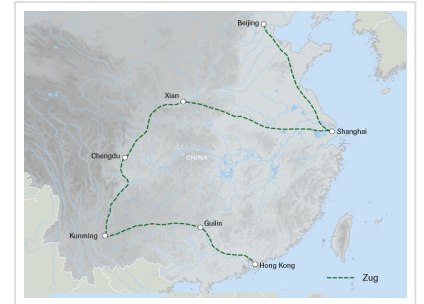 Beijing
Xian
Shanghai
Chengdu
CHINA
Guilin
Kunming
Hong Kong
Zug